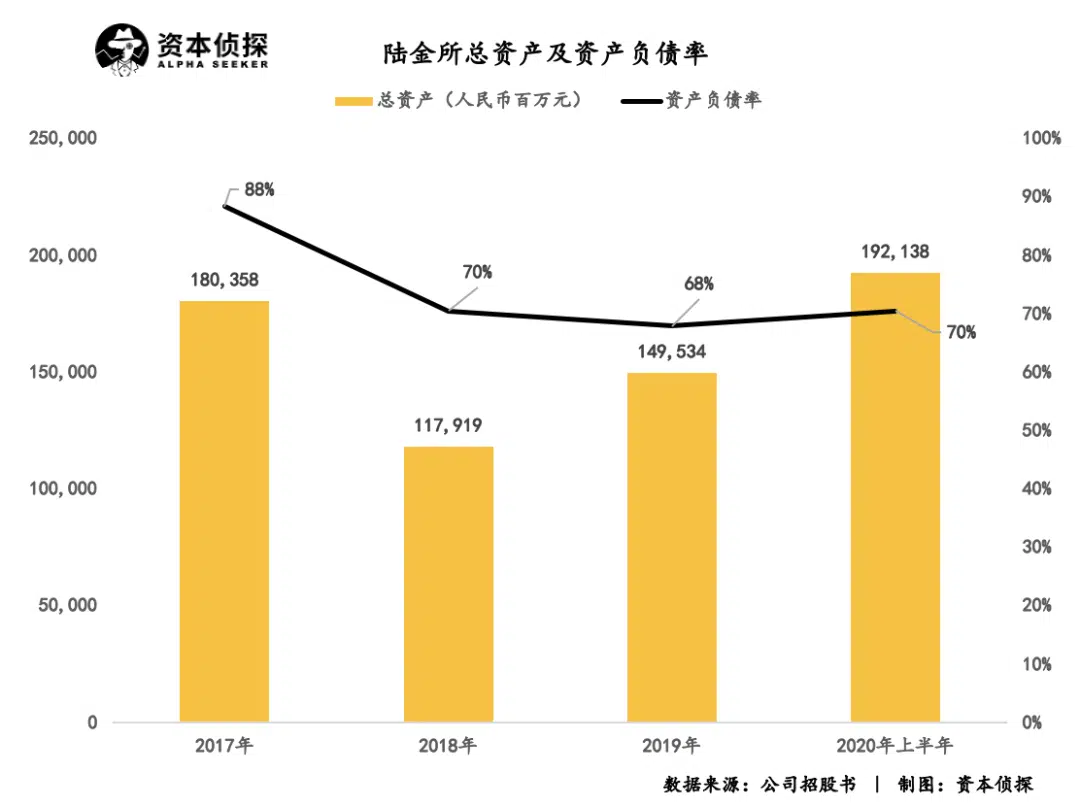 资本侦探
ALPHA SEEKER
陆金所总资产及资产负债率
总资产（人民币百万元） 资产负债率
250,000 100%
88% 90%
200,000 192,138 80%
180,358 70% 68% 70%
150,000 149,534 70% 60%
117,919 50%
100,000 40%
30%
50,000 20%
10%
0 0%
2017年 2018年 2019年 2020年上半年
数据来源：公司招股书 | 制图：资本侦探